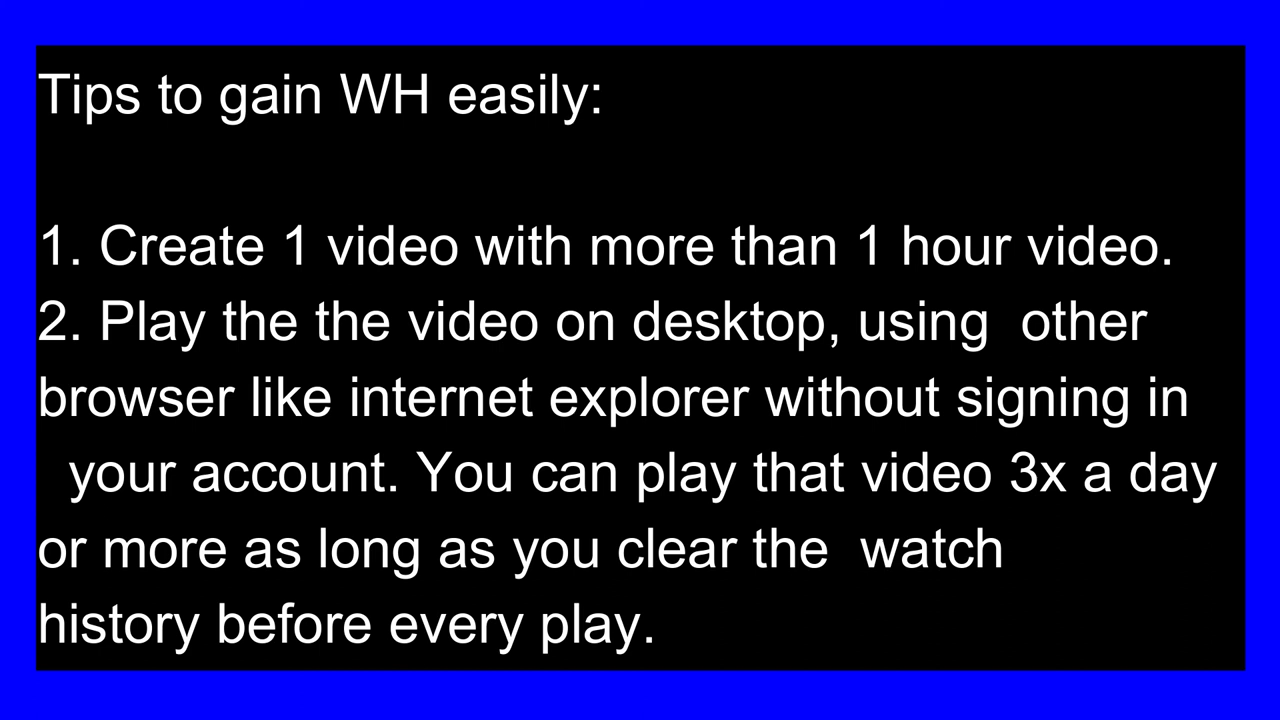 Tips to gain WH easily:
1. Create 1 video with more than 1 hour video.
2. Play the the video on desktop, using  other
browser like internet explorer without signing in
your account. You can play that video 3x a day
or more as long as you clear the  watch
history before every play.